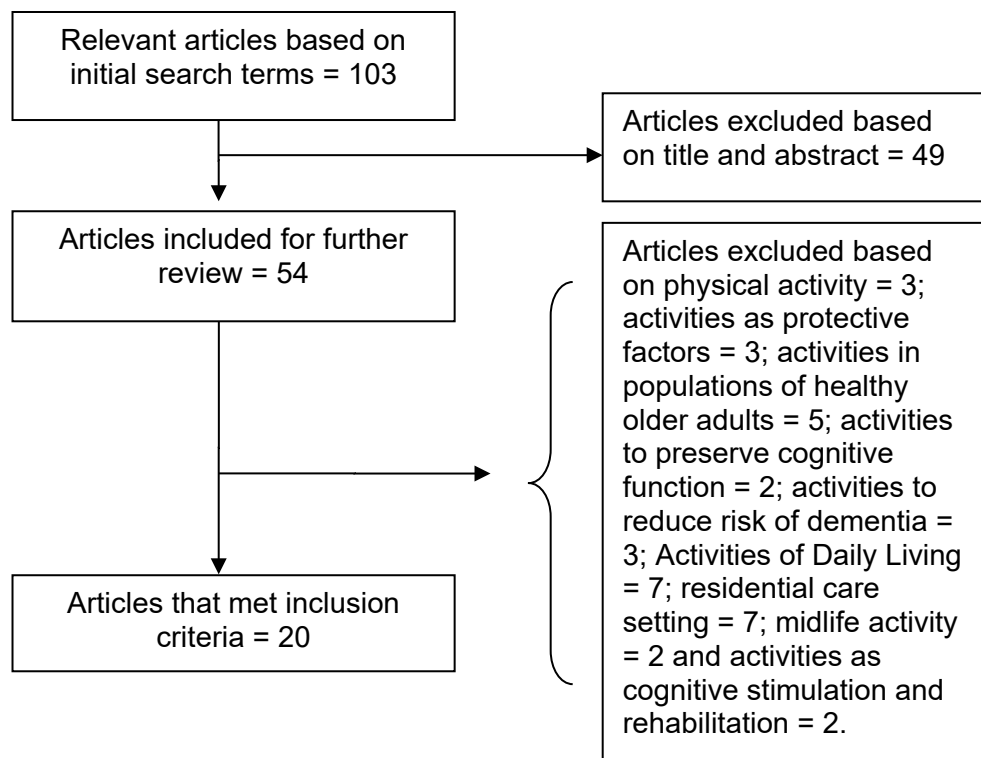 Relevant articles based on
initial search terms = 103
Articles excluded based
on title and abstract = 49
Articles included for further
review = 54
Articles excluded based
on physical activity = 3;
activities as protective
factors = 3; activities in
populations of healthy
older adults = 5; activities
to preserve cognitive
function = 2; activities to
reduce risk of dementia =
3; Activities of Daily Living
= 7; residential care
setting = 7; midlife activity
= 2 and activities as
cognitive stimulation and
rehabilitation = 2.
Articles that met inclusion
criteria = 20